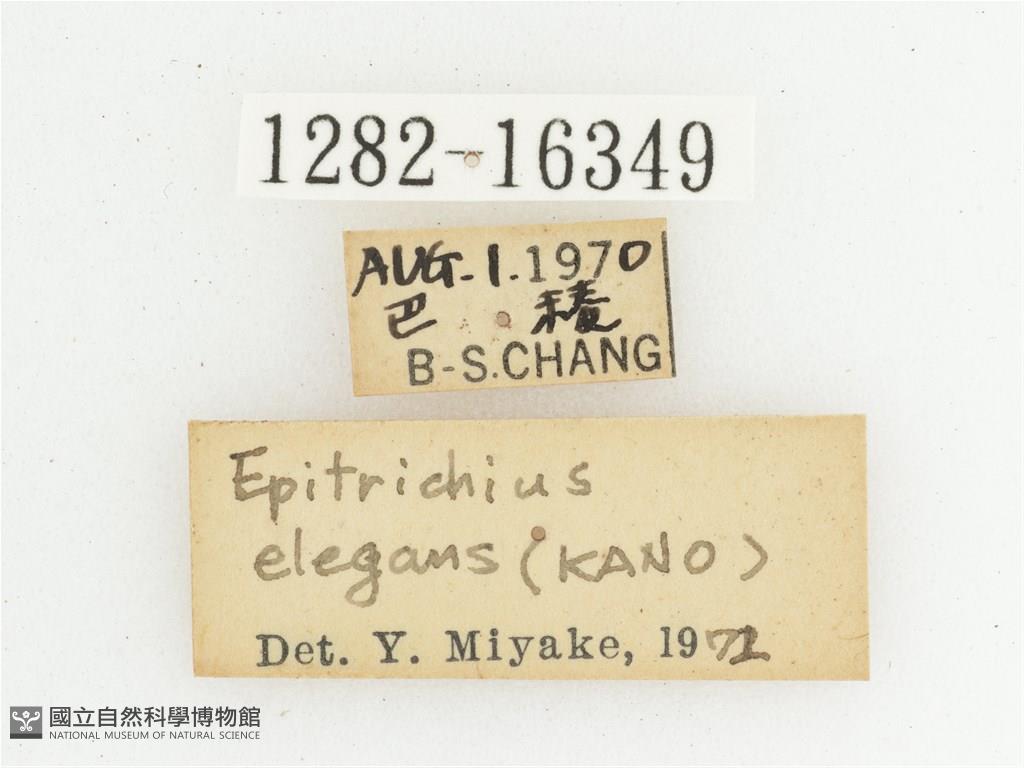 1282-16349
AUG. 1. 1970
巴 稜
B-S.CHANG
Epitrichius
elegans (KANO)
Det. Y. Miyake, 1971
國立自然科學博物館
NATIONAL MUSEUM OF NATURAL SCIENCE